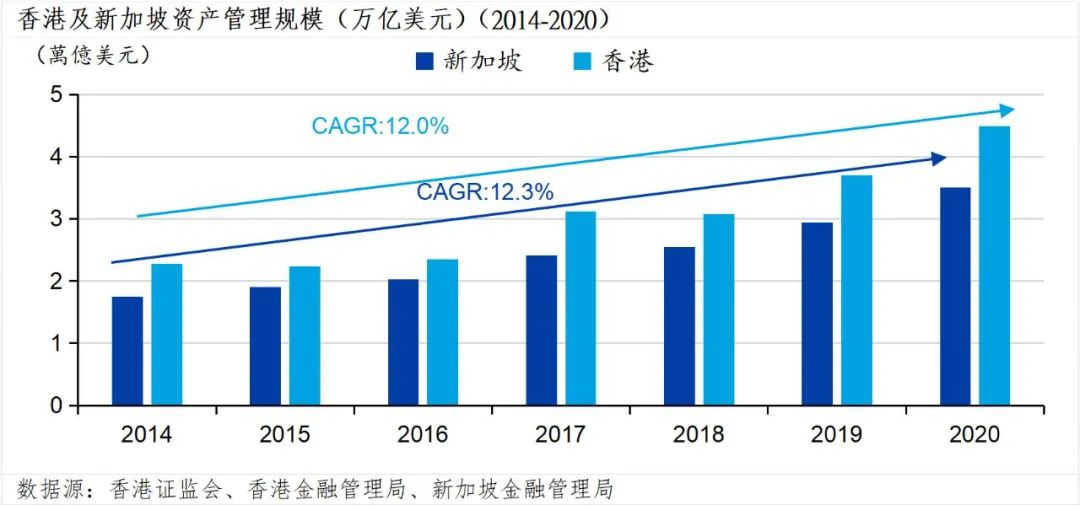 香港及新加坡资产管理规模（万亿美元）（2014-2020）
（萬億美元）
新加坡 香港
5
CAGR:12.0%
4
CAGR:12.3%
3
2
1
0
2014 2015 2016 2017 2018 2019 2020
数据源：香港证监会、香港金融管理局、新加坡金融管理局